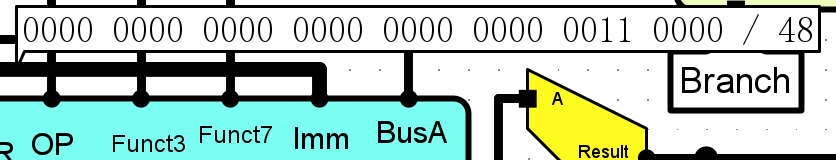 0000 0000 0000 0000 0000 0000 0011 0000 / 48
Branch
A
OP Funct3 Funct7 Imm BusA
Result